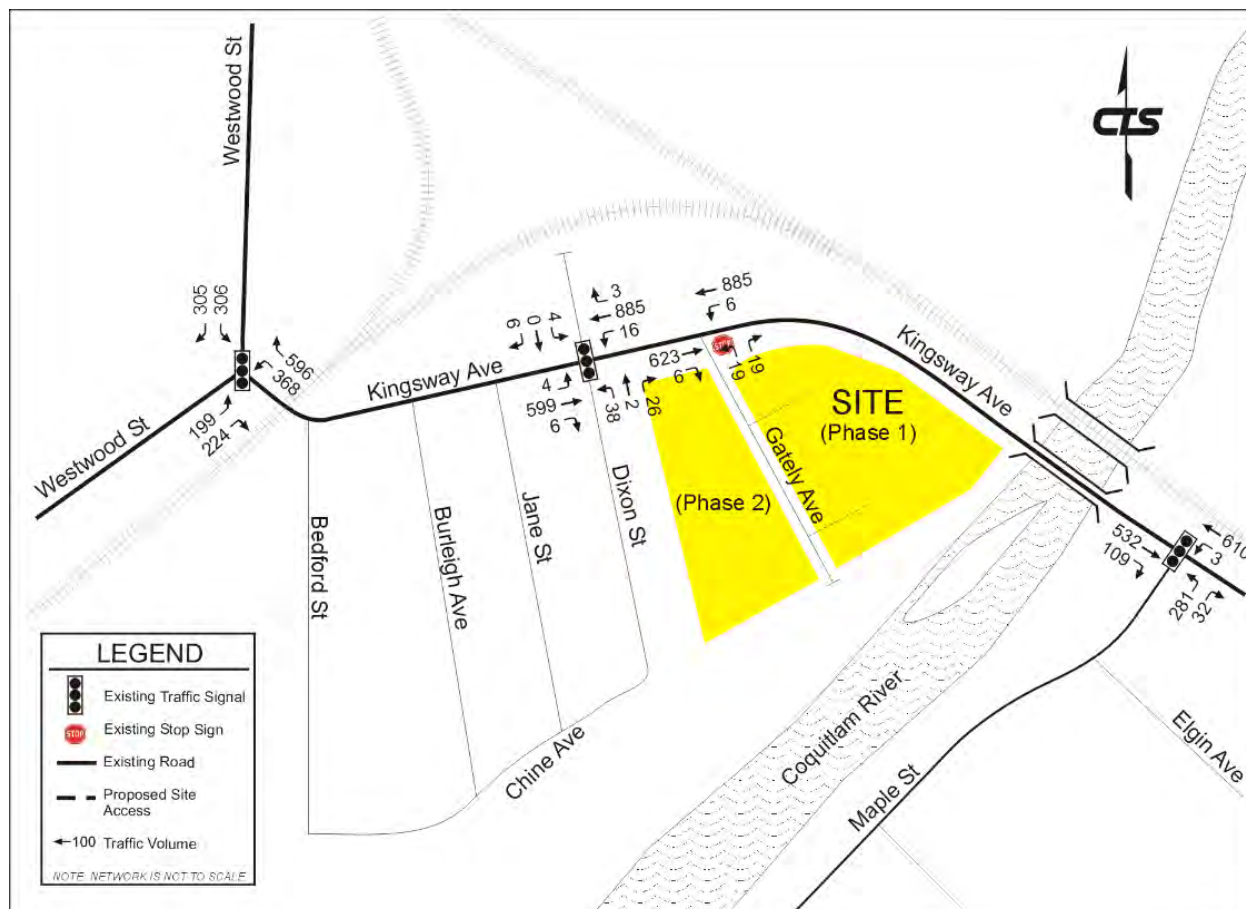 Westwood St
CTS
305
306
596
368
199
224
Westwood St
Kingsway Ave
6
0
4
3
885
16
4
599
6
38
2
26
885
6
623
6
STOP
19
19
Kingsway Ave
SITE
(Phase 1)
(Phase 2)
Gately Ave
Bedford St
Burleigh Ave
Jane St
Dixon St
Chine Ave
532
109
610
3
281
32
Coquitlam River
Maple St
Elgin Ave
LEGEND
Existing Traffic Signal
STOP
Existing Stop Sign
Existing Road
Proposed Site
Access
100 Traffic Volume
NOTE: NETWORK IS NOT TO SCALE